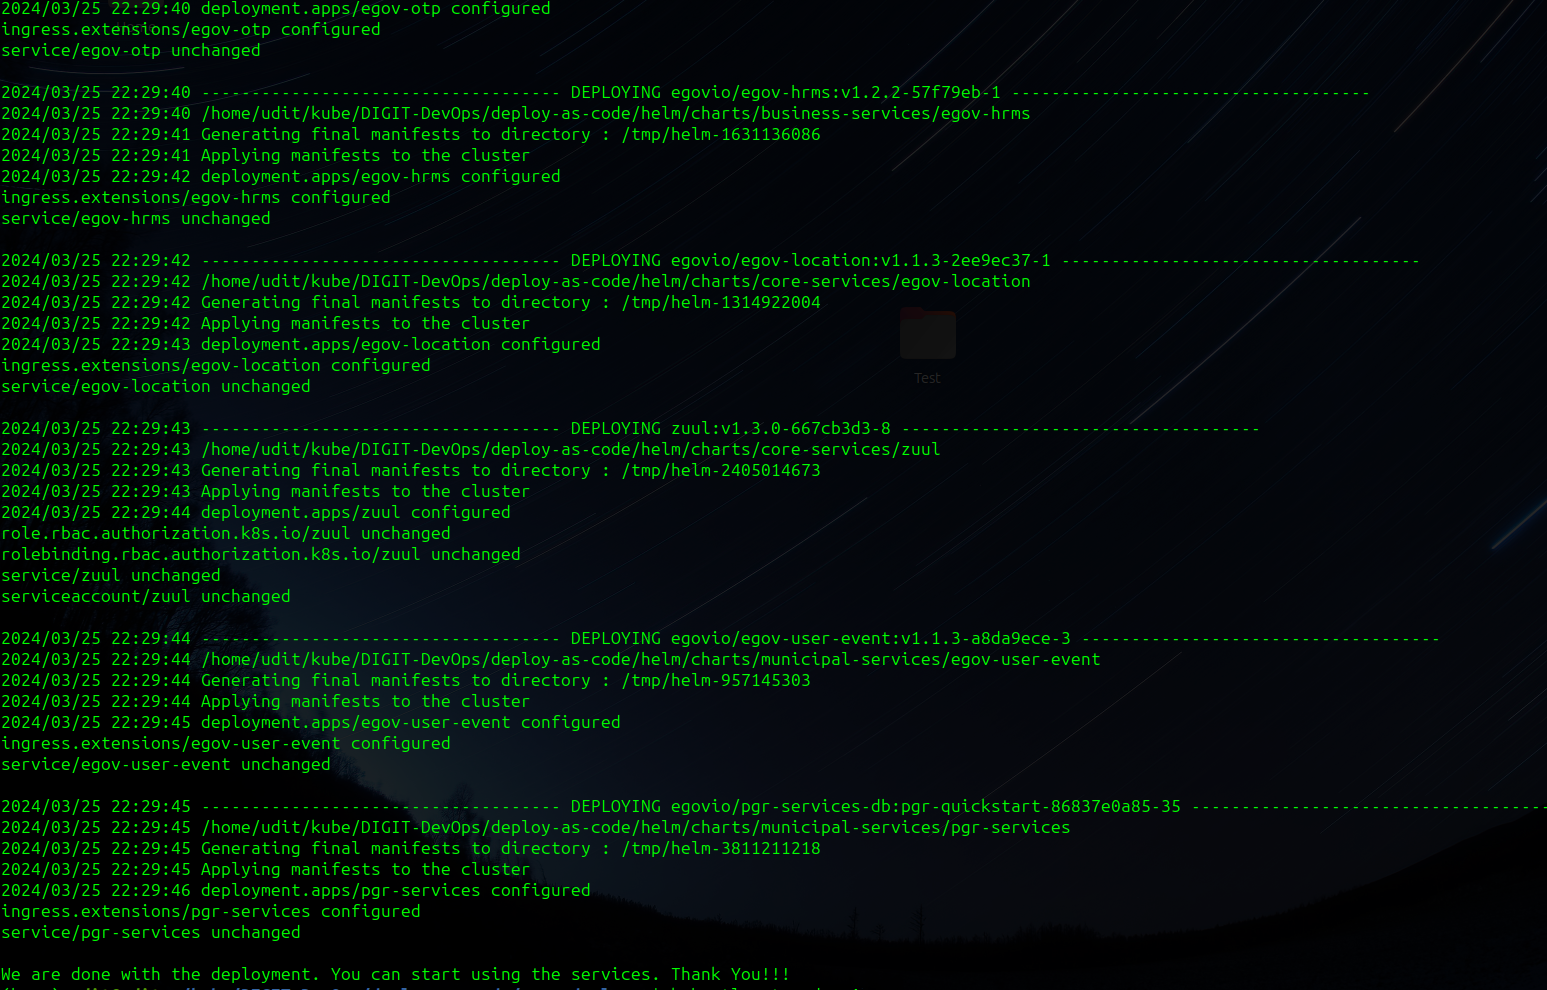 2024/03/25 22:29:40 deployment.apps/egov-otp configured
ingress.extensions/egov-otp configured
service/egov-otp unchanged
2024/03/25 22:29:40 ------------------------------------ DEPLOYING egovio/egov-hrms:v1.2.2-57f79eb-1 ------------------------------------
2024/03/25 22:29:40 /home/udit/kube/DIGIT-DevOps/deploy-as-code/helm/charts/business-services/egov-hrms
2024/03/25 22:29:41 Generating final manifests to directory : /tmp/helm-1631136086
2024/03/25 22:29:41 Applying manifests to the cluster
2024/03/25 22:29:42 deployment.apps/egov-hrms configured
ingress.extensions/egov-hrms configured
service/egov-hrms unchanged
2024/03/25 22:29:42 ------------------------------------ DEPLOYING egovio/egov-location:v1.1.3-2ee9ec37-1 ------------------------------------
2024/03/25 22:29:42 /home/udit/kube/DIGIT-DevOps/deploy-as-code/helm/charts/core-services/egov-location
2024/03/25 22:29:42 Generating final manifests to directory : /tmp/helm-1314922004
2024/03/25 22:29:42 Applying manifests to the cluster
2024/03/25 22:29:43 deployment.apps/egov-location configured
ingress.extensions/egov-location configured
Test
service/egov-location unchanged
2024/03/25 22:29:43 ------------------------------------ DEPLOYING zuul:v1.3.0-667cb3d3-8 ------------------------------------
2024/03/25 22:29:43 /home/udit/kube/DIGIT-DevOps/deploy-as-code/helm/charts/core-services/zuul
2024/03/25 22:29:43 Generating final manifests to directory : /tmp/helm-2405014673
2024/03/25 22:29:43 Applying manifests to the cluster
2024/03/25 22:29:44 deployment.apps/zuul configured
role.rbac.authorization.k8s.io/zuul unchanged
rolebinding.rbac.authorization.k8s.io/zuul unchanged
service/zuul unchanged
serviceaccount/zuul unchanged
2024/03/25 22:29:44 ------------------------------------ DEPLOYING egovio/egov-user-event:v1.1.3-a8da9ece-3 ------------------------------------
2024/03/25 22:29:44 /home/udit/kube/DIGIT-DevOps/deploy-as-code/helm/charts/municipal-services/egov-user-event
2024/03/25 22:29:44 Generating final manifests to directory : /tmp/helm-957145303
2024/03/25 22:29:44 Applying manifests to the cluster
2024/03/25 22:29:45 deployment.apps/egov-user-event configured
ingress.extensions/egov-user-event configured
service/egov-user-event unchanged
2024/03/25 22:29:45 ------------------------------------ DEPLOYING egovio/pgr-services-db:pgr-quickstart-86837e0a85-35 ------------------------------------
2024/03/25 22:29:45 /home/udit/kube/DIGIT-DevOps/deploy-as-code/helm/charts/municipal-services/pgr-services
2024/03/25 22:29:45 Generating final manifests to directory : /tmp/helm-3811211218
2024/03/25 22:29:45 Applying manifests to the cluster
2024/03/25 22:29:46 deployment.apps/pgr-services configured
ingress.extensions/pgr-services configured
service/pgr-services unchanged
We are done with the deployment. You can start using the services. Thank You!!!